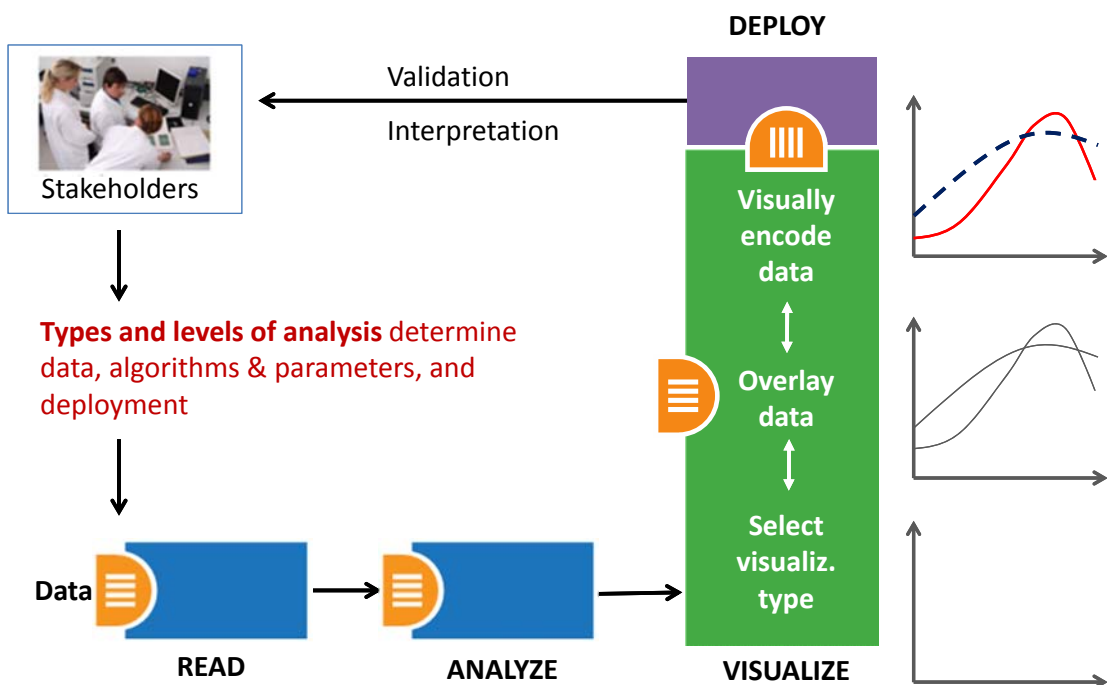 DEPLOY
Validation
Interpretation
Stakeholders
Visually
encode
data
Types and levels of analysis determine
data, algorithms & parameters, and
deployment
Overlay
data
Select
visualiz.
type
Data
READ
ANALYZE
VISUALIZE